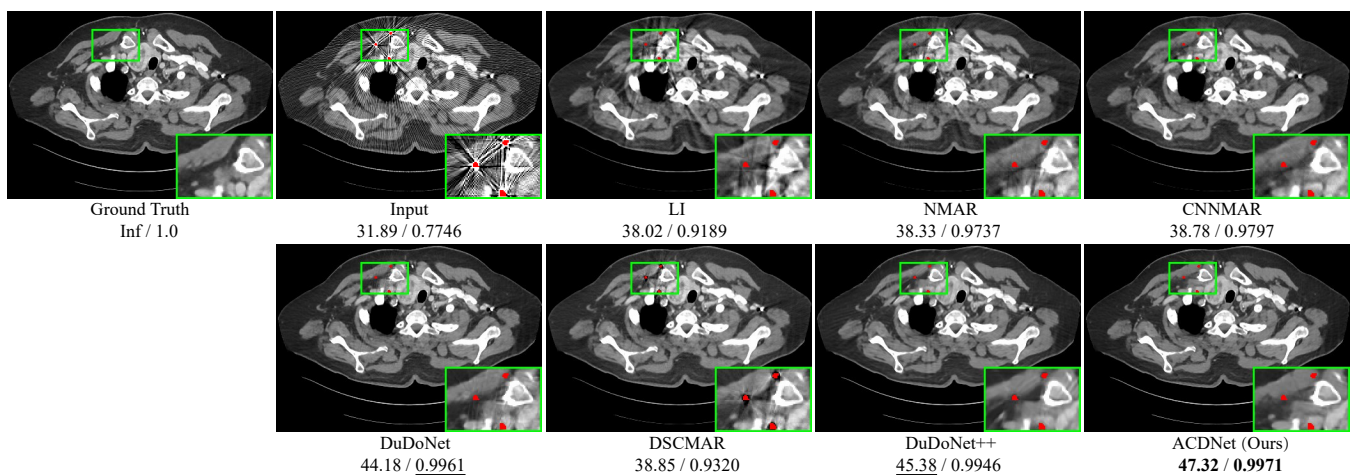 Ground Truth
Inf / 1.0
Input
31.89 / 0.7746
LI
38.02 / 0.9189
NMAR
38.33 / 0.9737
CNNMAR
38.78 / 0.9797
DuDoNet
44.18 / 0.9961
DSCMAR
38.85 / 0.9320
DuDoNet++
45.38 / 0.9946
ACDNet (Ours)
47.32 / 0.9971